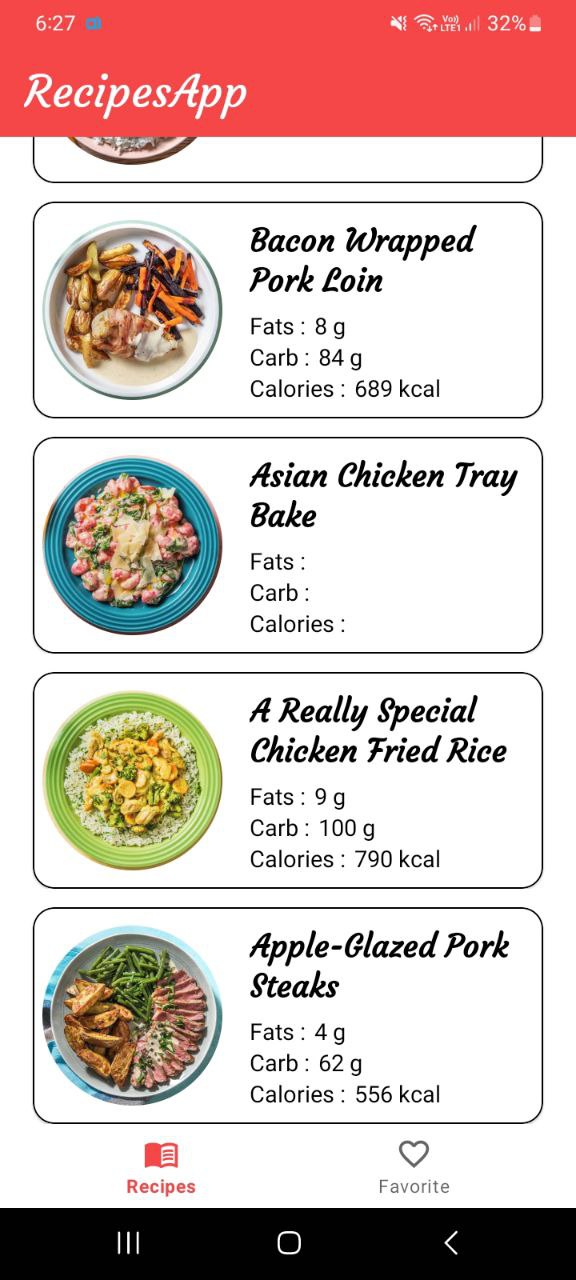 6:27
Vo))
LTE1
32%
RecipesApp
Bacon Wrapped
Pork Loin
Fats : 8 g
Carb : 84 g
Calories : 689 kcal
Asian Chicken Tray
Bake
Fats :
Carb :
Calories :
A Really Special
Chicken Fried Rice
Fats : 9 g
Carb : 100 g
Calories : 790 kcal
Apple-Glazed Pork
Steaks
Fats : 4 g
Carb : 62 g
Calories : 556 kcal
Recipes
Favorite